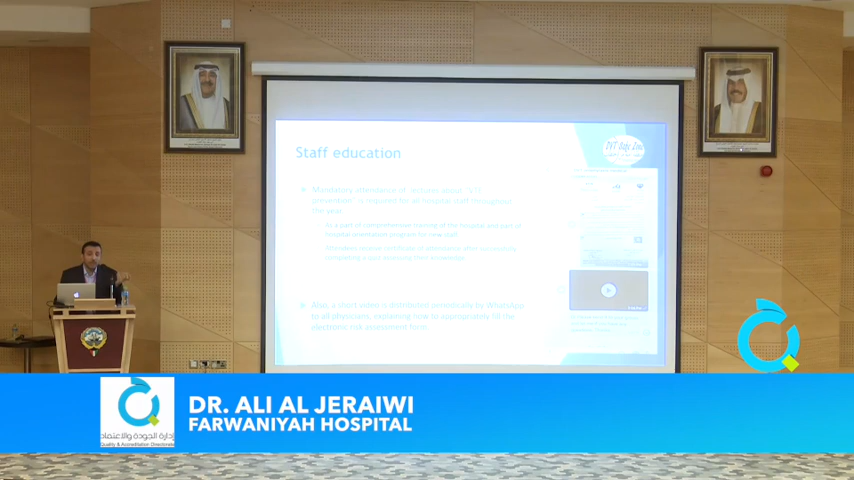 Staff education
Mandatory attendance of lectures about "VTE
prevention" is required for all hospital staff throughout
the year.
As a part of comprehensive training of the hospital and part of
hospital orientation program for new staff.
Attendees receive certificate of attendance after successfully
completing a quiz assessing their knowledge.
Also, a short video is distributed periodically by WhatsApp
to all physicians, explaining how to appropriately fill the
electronic risk assessment form.
DR. ALI AL JERAIWI
FARWANIYAH HOSPITAL
إدارة الجودة والاعتماد
Quality & Accreditation Directorate